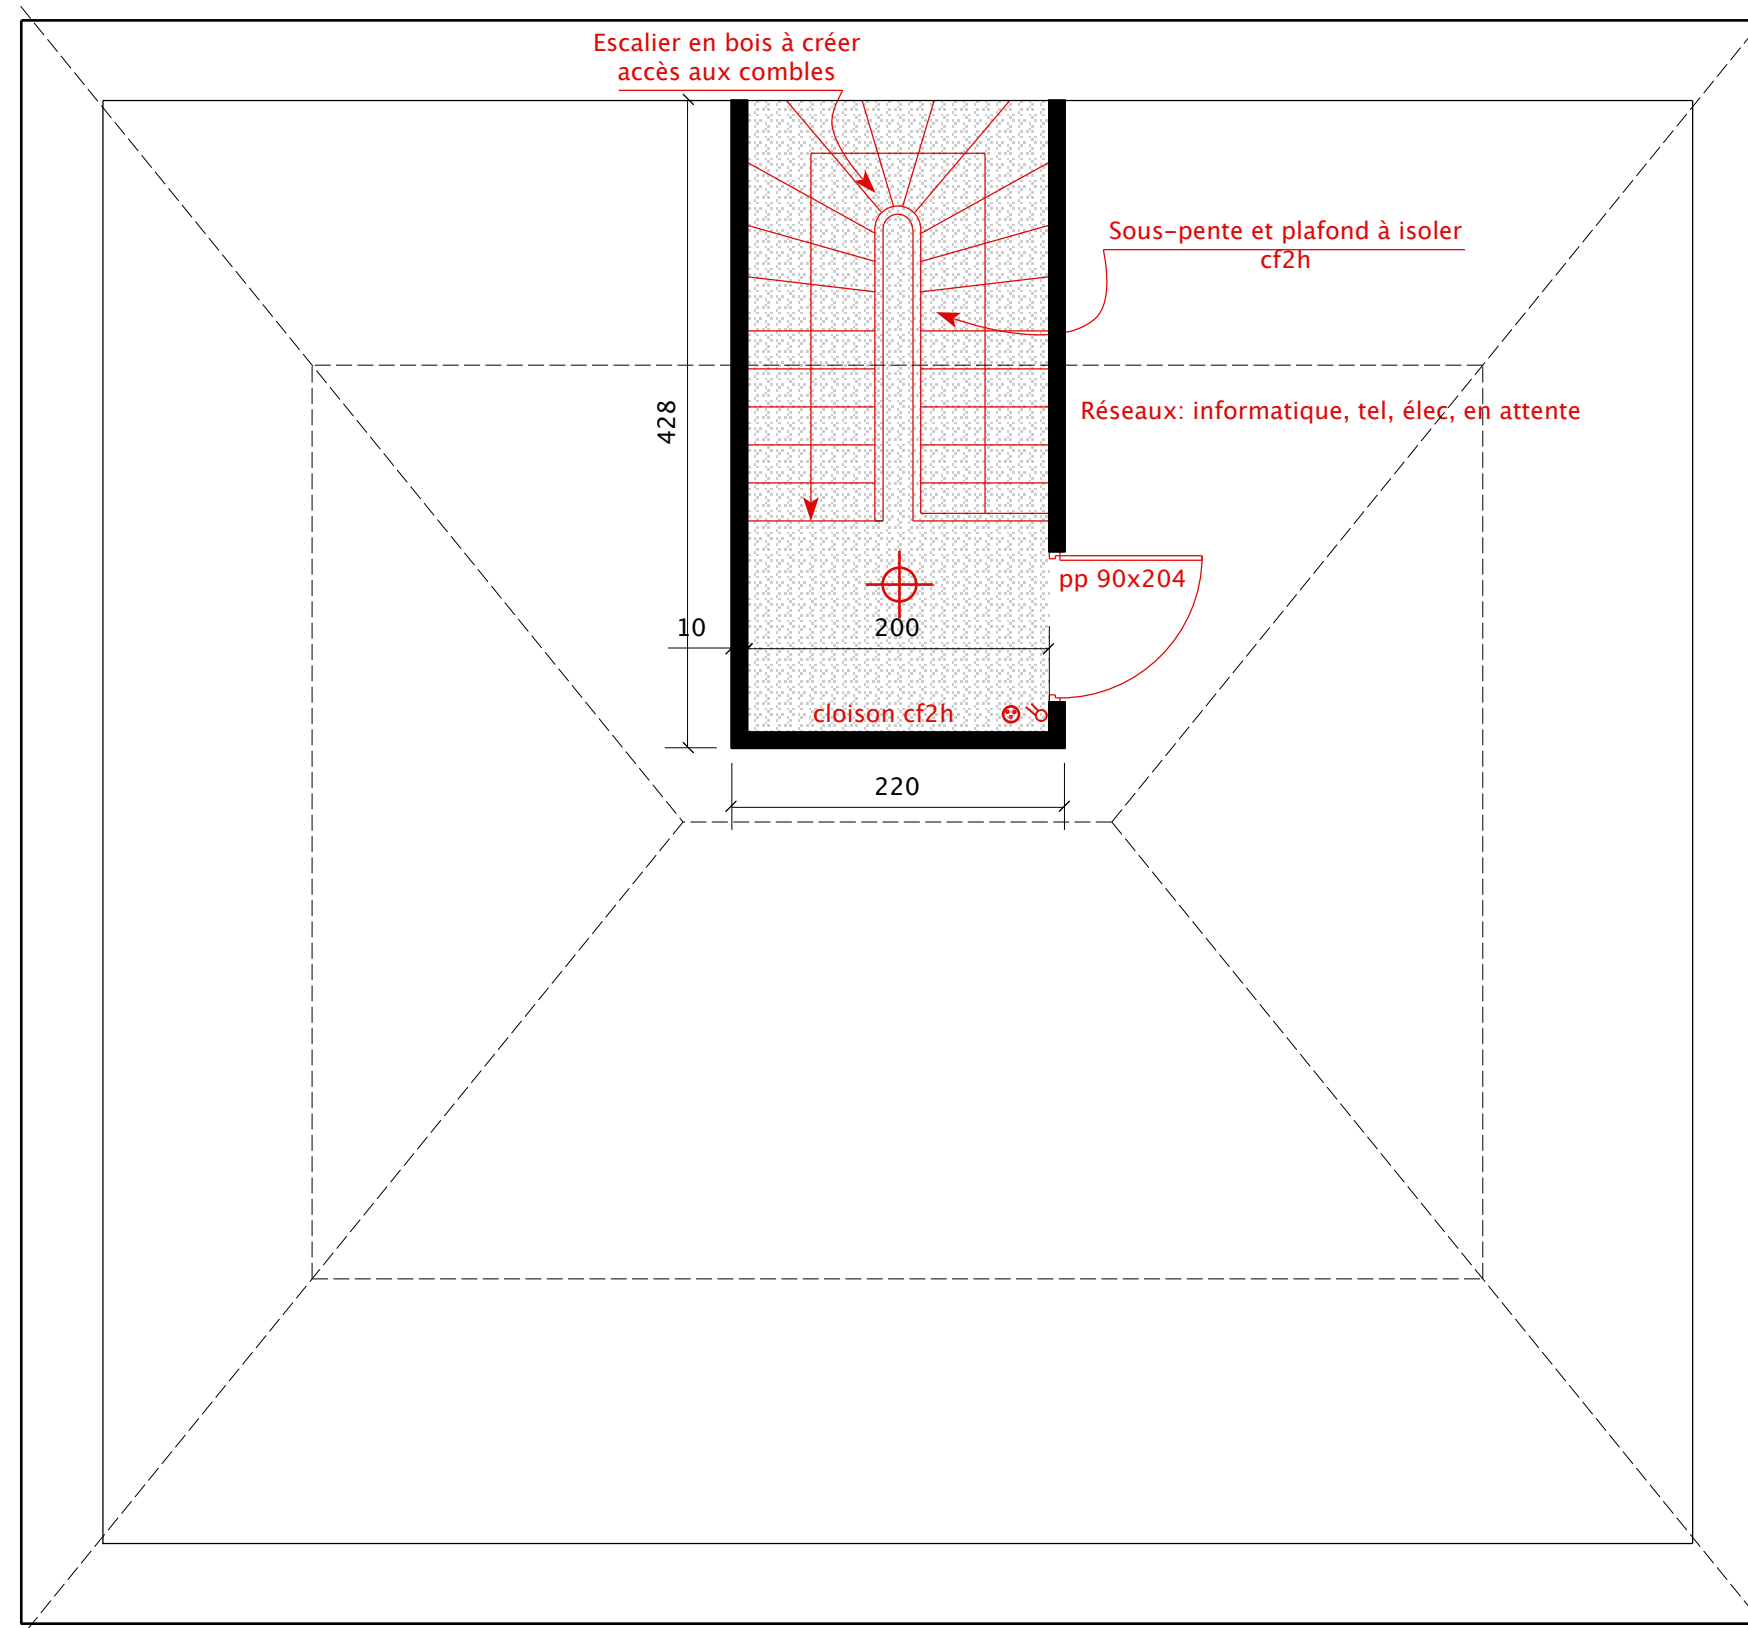 Escalier en bois à créer
accès aux combles
Sous-pente et plafond à isoler
cf2h
428
Réseaux: informatique, tel, élec, en attente
pp 90x204
10
200
cloison cf2h
220